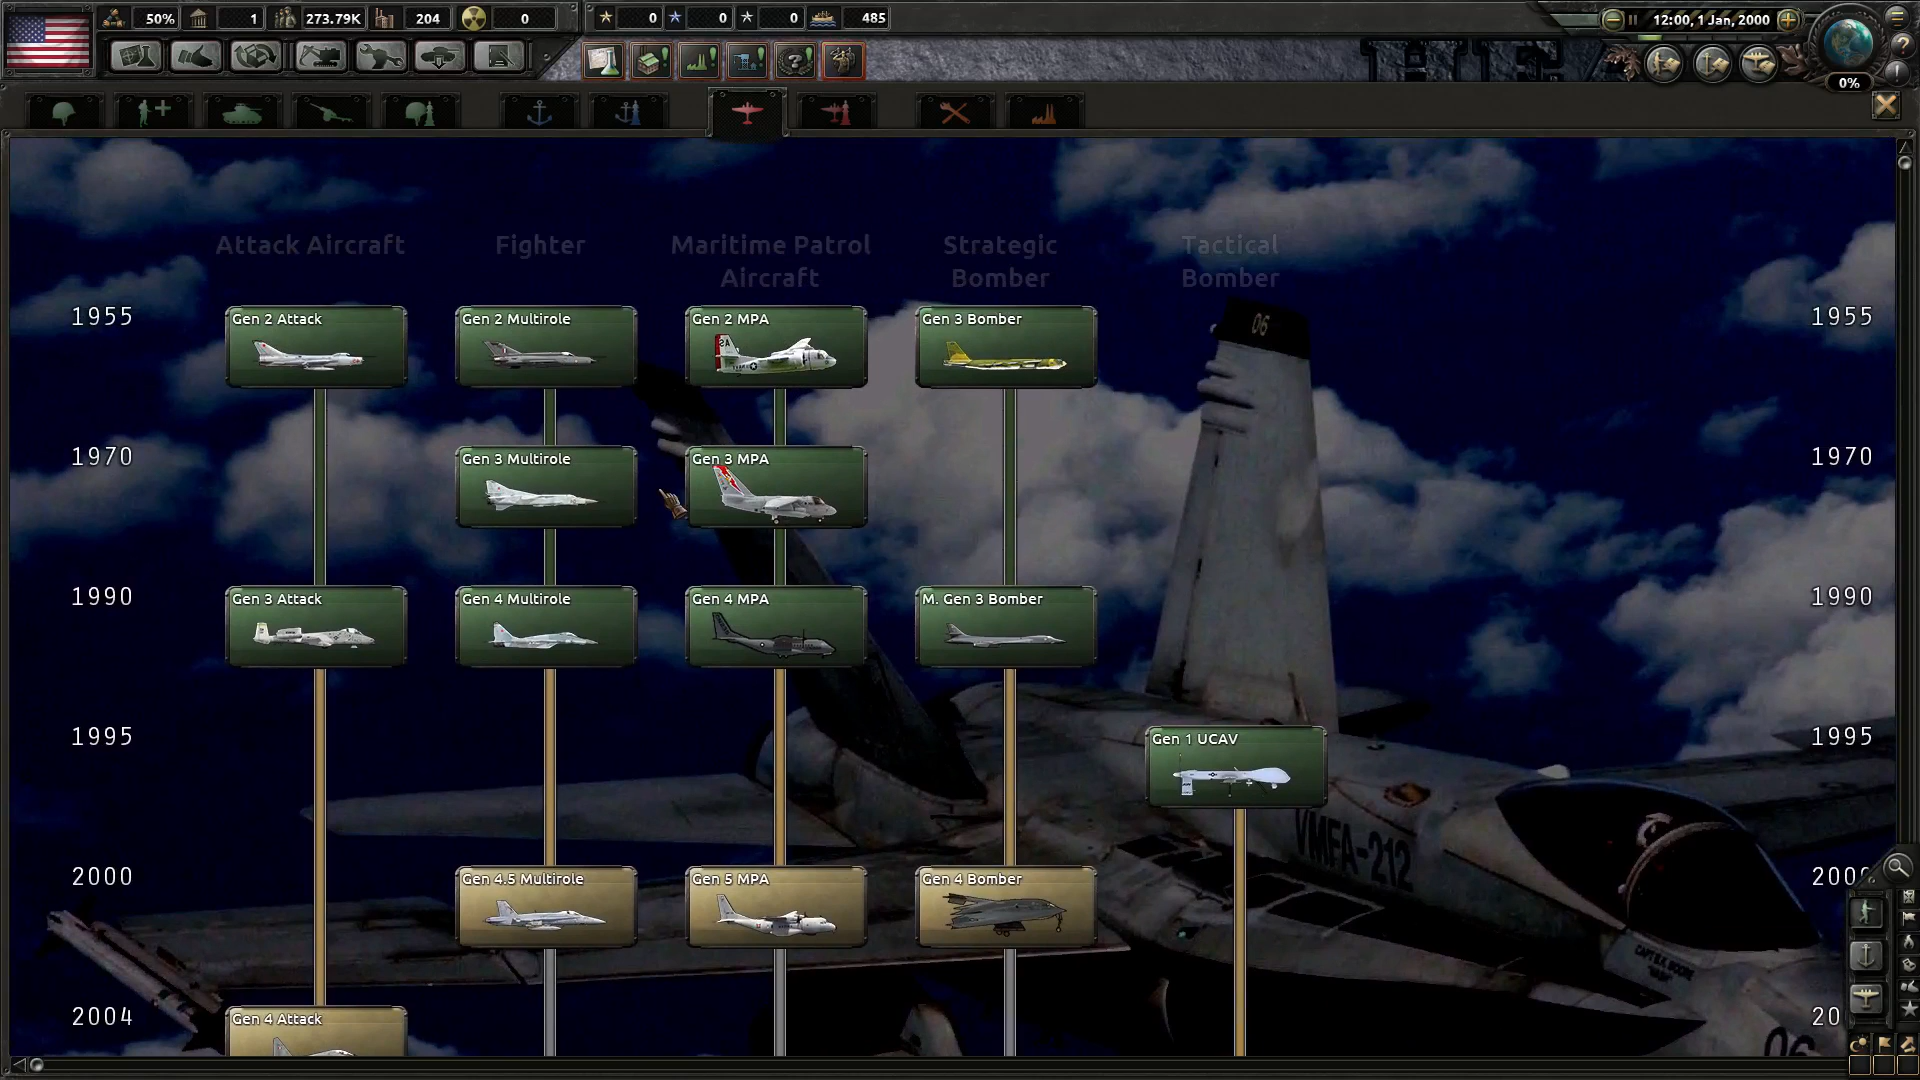 50%
1
273.79K
204
0
0
0
0
485
12:00, 1 Jan, 2000
0%
Attack Aircraft
Fighter
Maritime Patrol
Aircraft
Strategic
Bomber
Tactical
Bomber
1955
Gen 2 Attack
Gen 2 Multirole
Gen 2 MPA
Gen 3 Bomber
06
1955
1970
Gen 3 Multirole
Gen 3 MPA
1970
1990
Gen 3 Attack
Gen 4 Multirole
Gen 4 MPA
M. Gen 3 Bomber
1990
1995
Gen 1 UCAV
1995
VMFA-212
2000
Gen 4.5 Multirole
Gen 5 MPA
Gen 4 Bomber
2000
2004
Gen 4 Attack
20
06